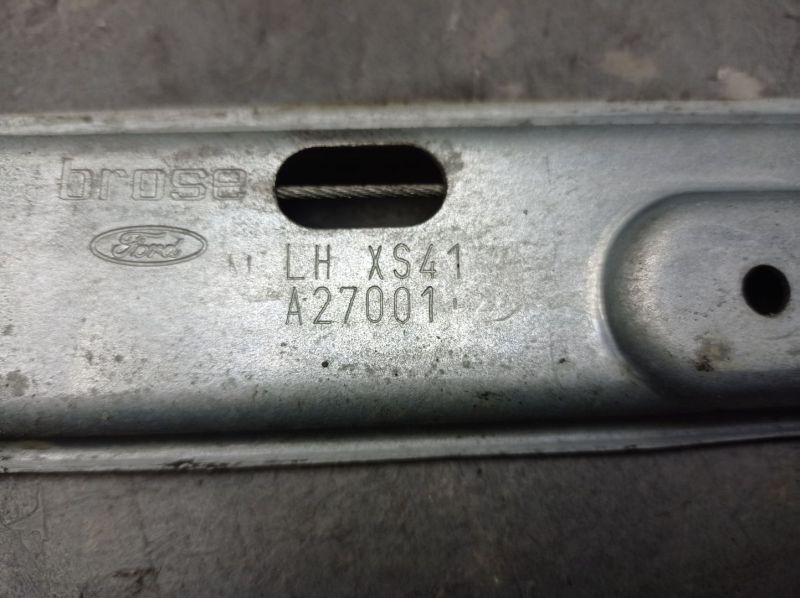 brose
Ford
LH XS41
A27001